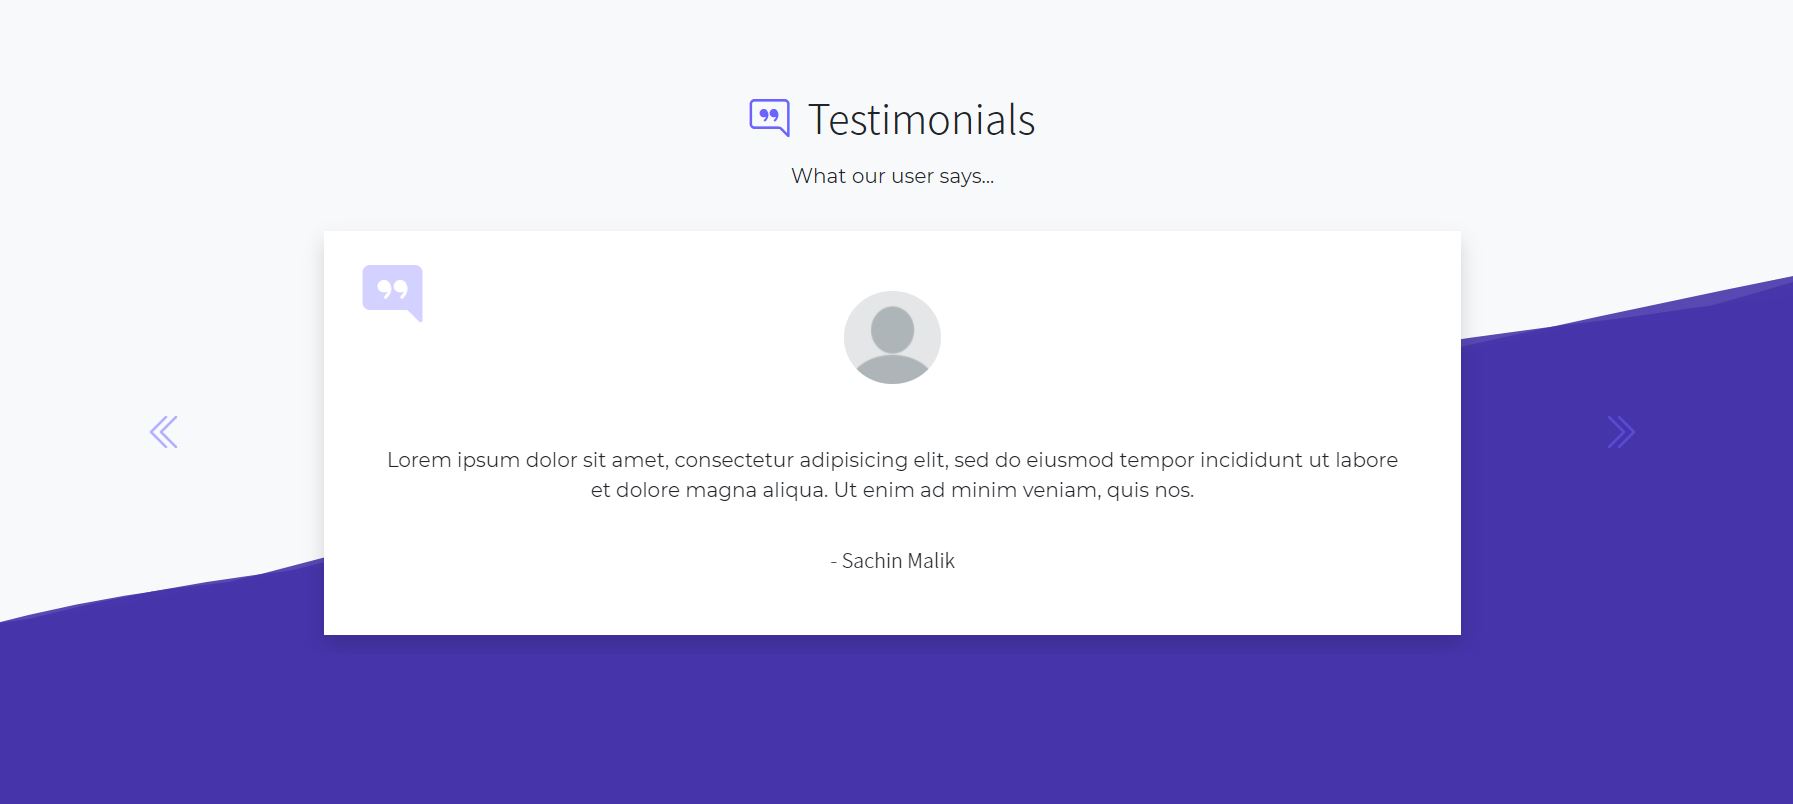 Testimonials
What our user says...
Lorem ipsum dolor sit amet, consectetur adipisicing elit, sed do eiusmod tempor incididunt ut labore
et dolore magna aliqua. Ut enim ad minim veniam, quis nos.
- Sachin Malik